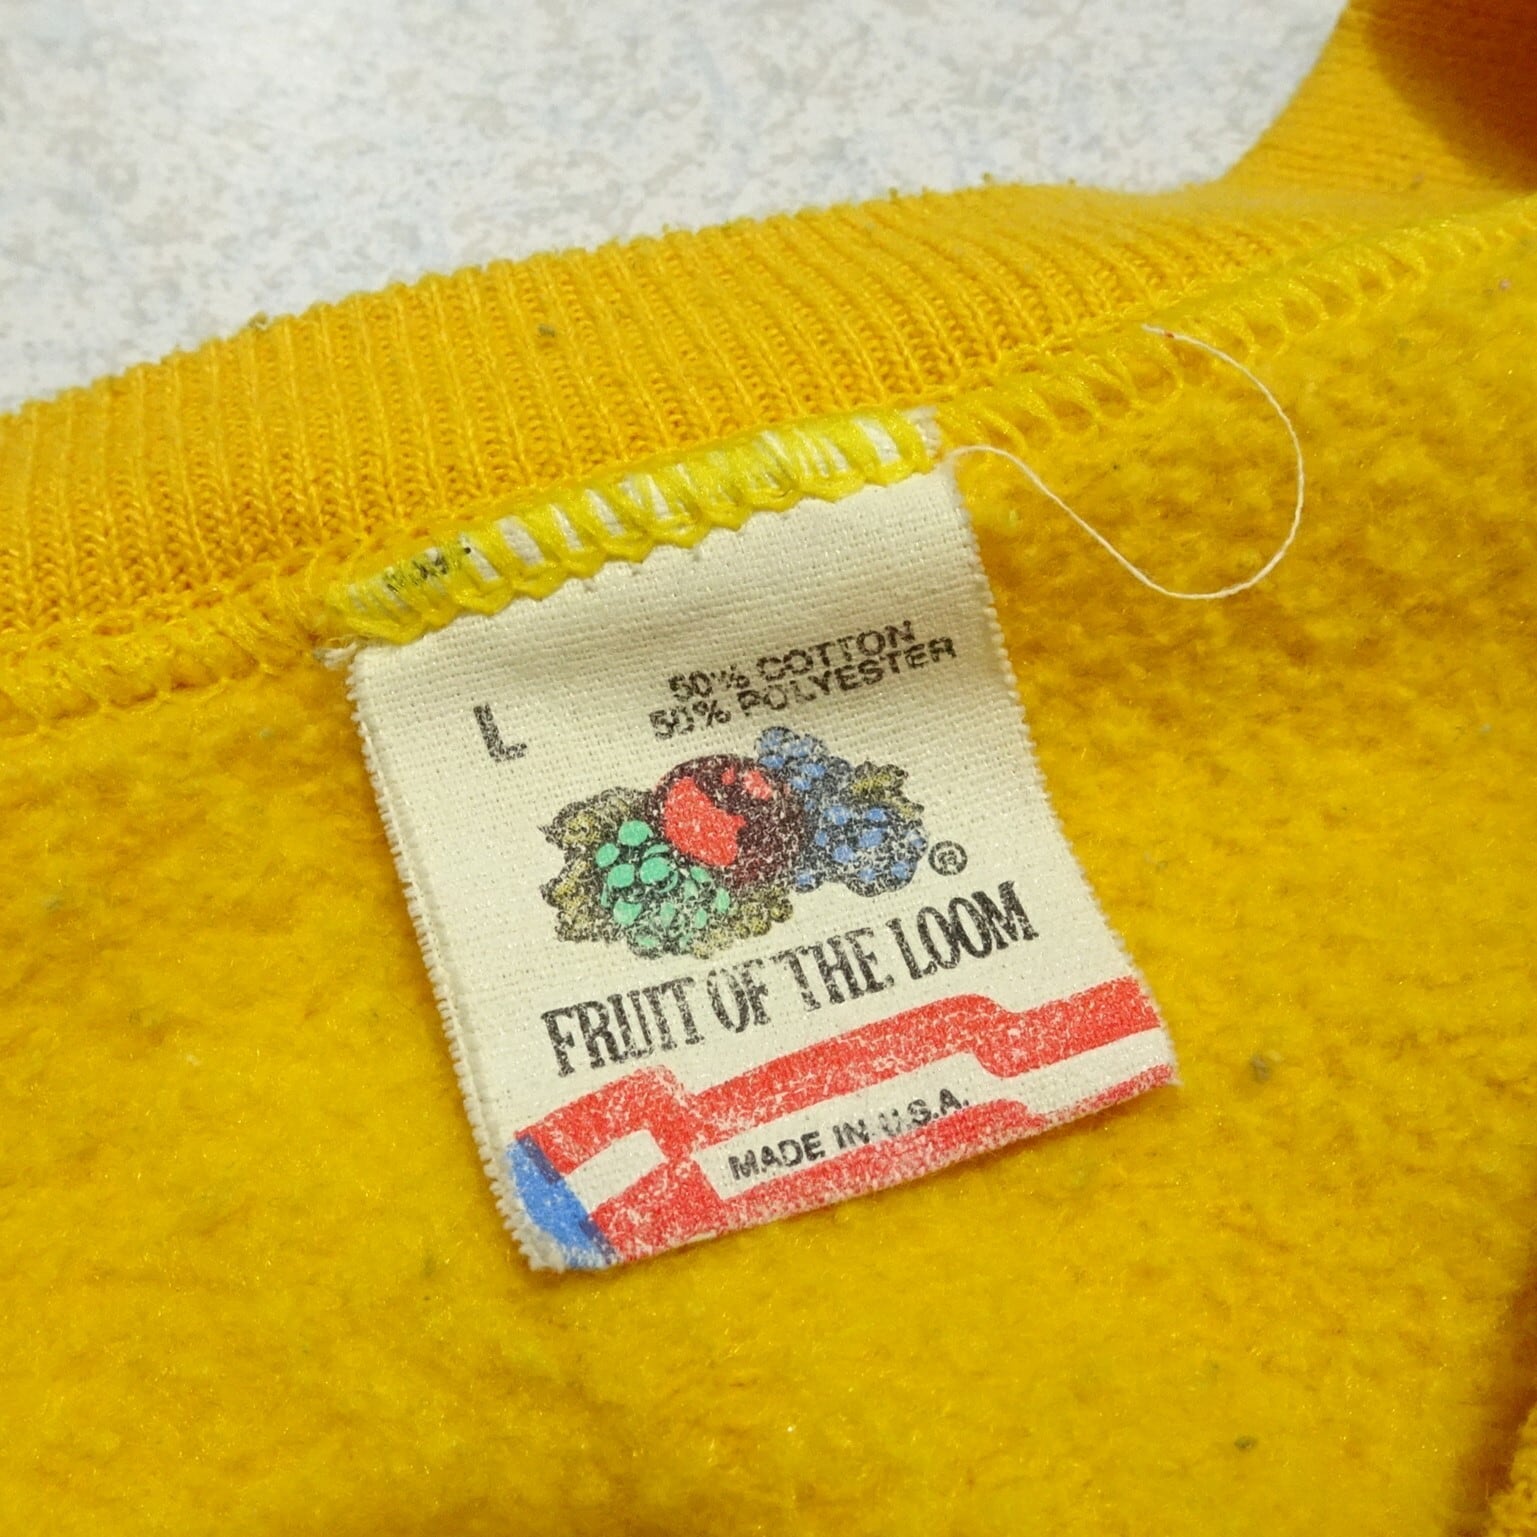 L
50% COTTON
50% POLYESTER
®
FRUIT OF THE LOOM
MADE IN U.S.A.